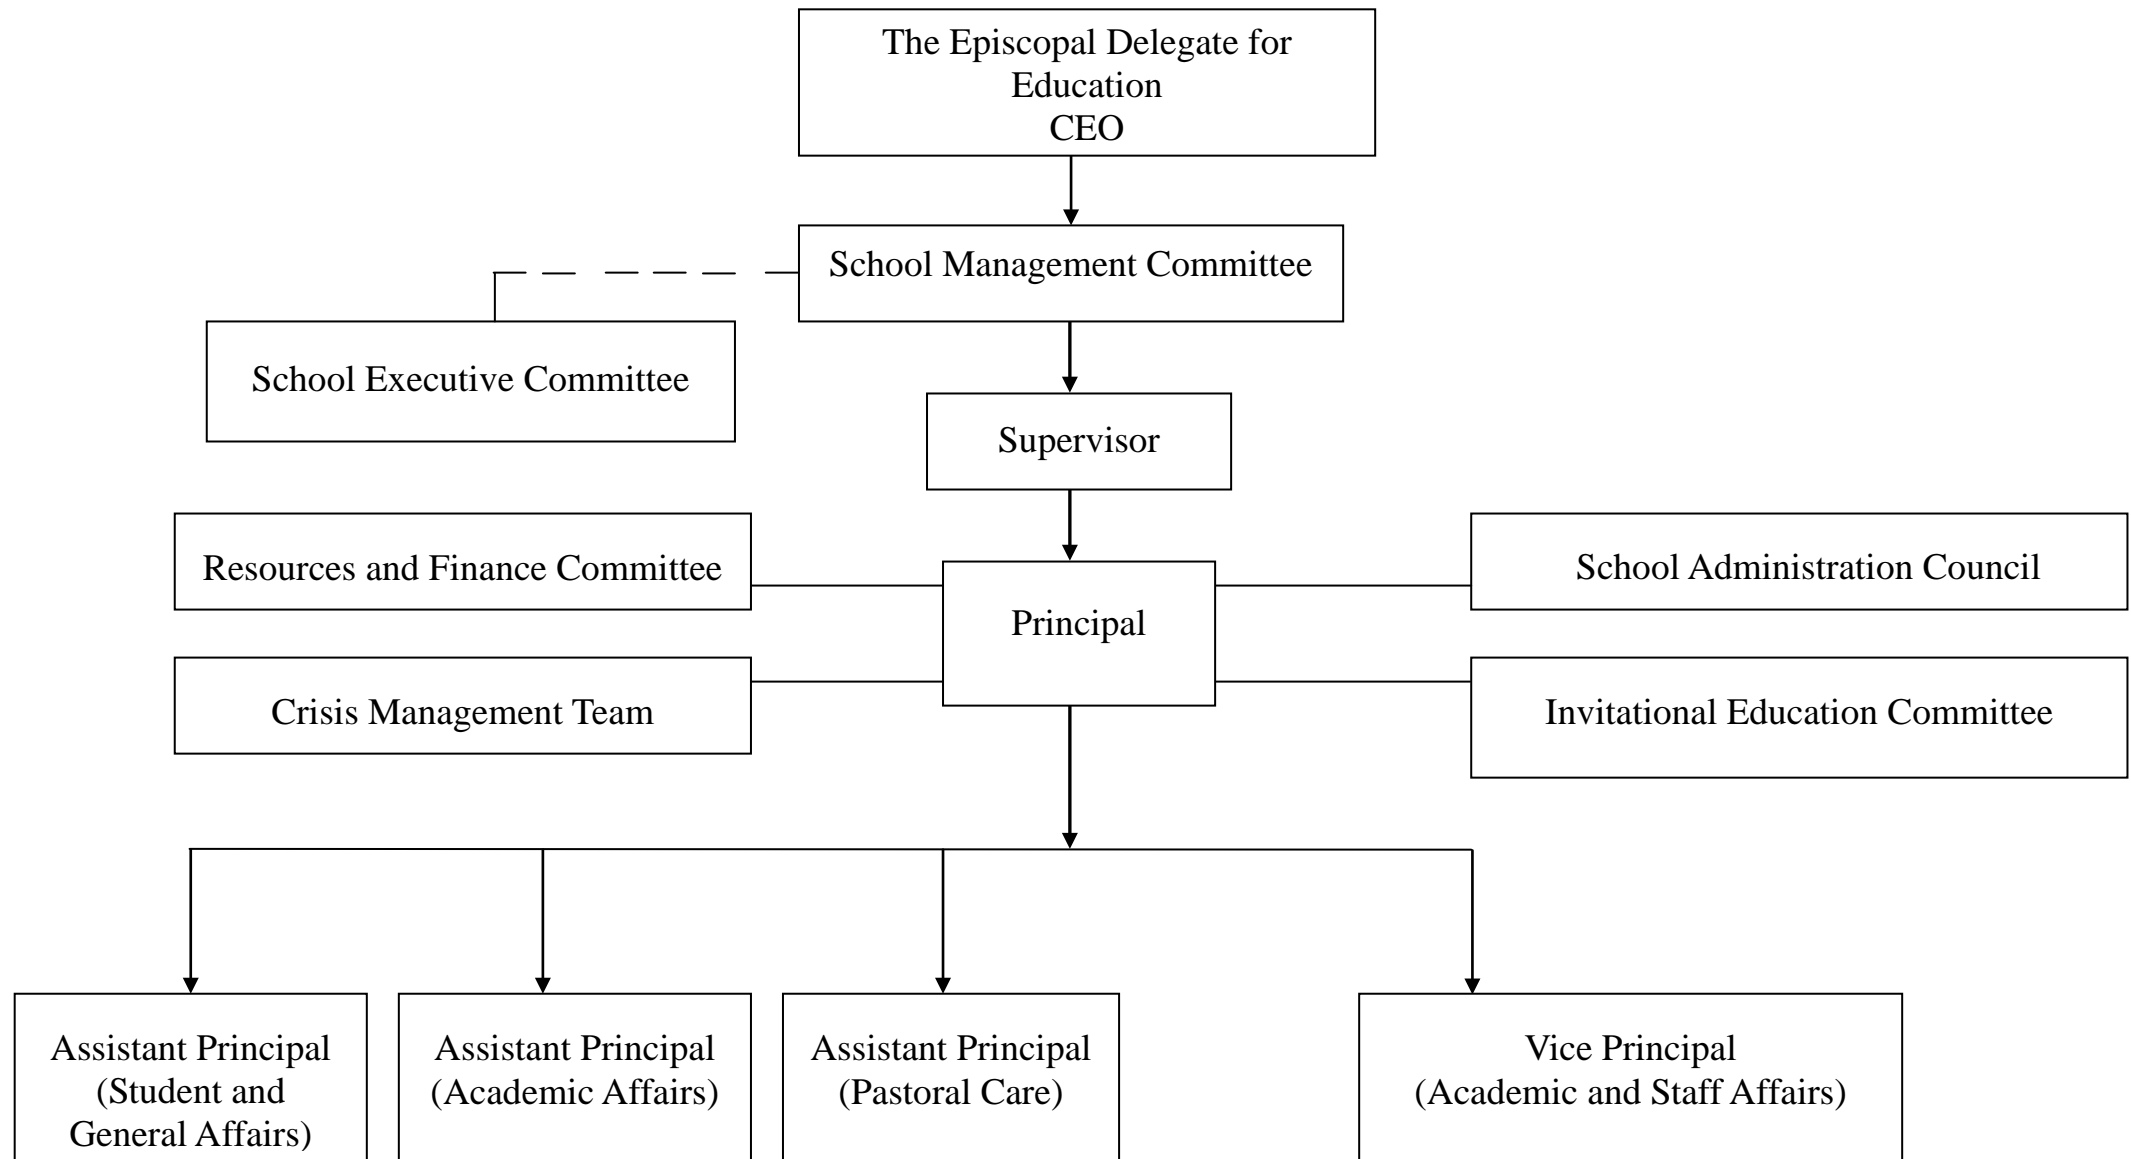 The Episcopal Delegate for
Education
CEO
School Management Committee
School Executive Committee
Supervisor
Resources and Finance Committee
School Administration Council
Principal
Crisis Management Team
Invitational Education Committee
Assistant Principal
(Student and
General Affairs)
Assistant Principal
(Academic Affairs)
Assistant Principal
(Pastoral Care)
Vice Principal
(Academic and Staff Affairs)